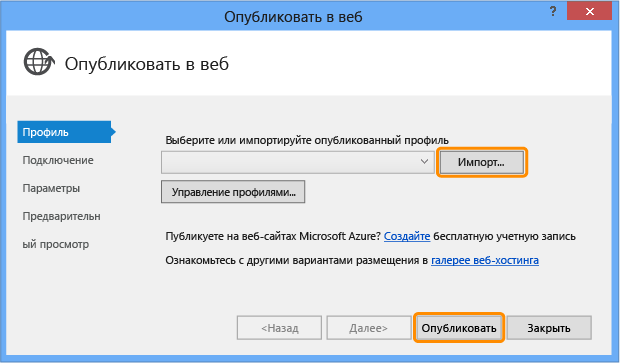 Опубликовать в веб
?
Опубликовать в веб
Профиль
Подключение
Параметры
Предварительн
ый просмотр
Выберите или импортируйте опубликованный профиль
Импорт...
Управление профилями...
Публикуете на веб-сайтах Microsoft Azure? Создайте бесплатную учетную запись
Ознакомьтесь с другими вариантами размещения в галерее веб-хостинга
<Назад
Далее>
Опубликовать
Закрыть